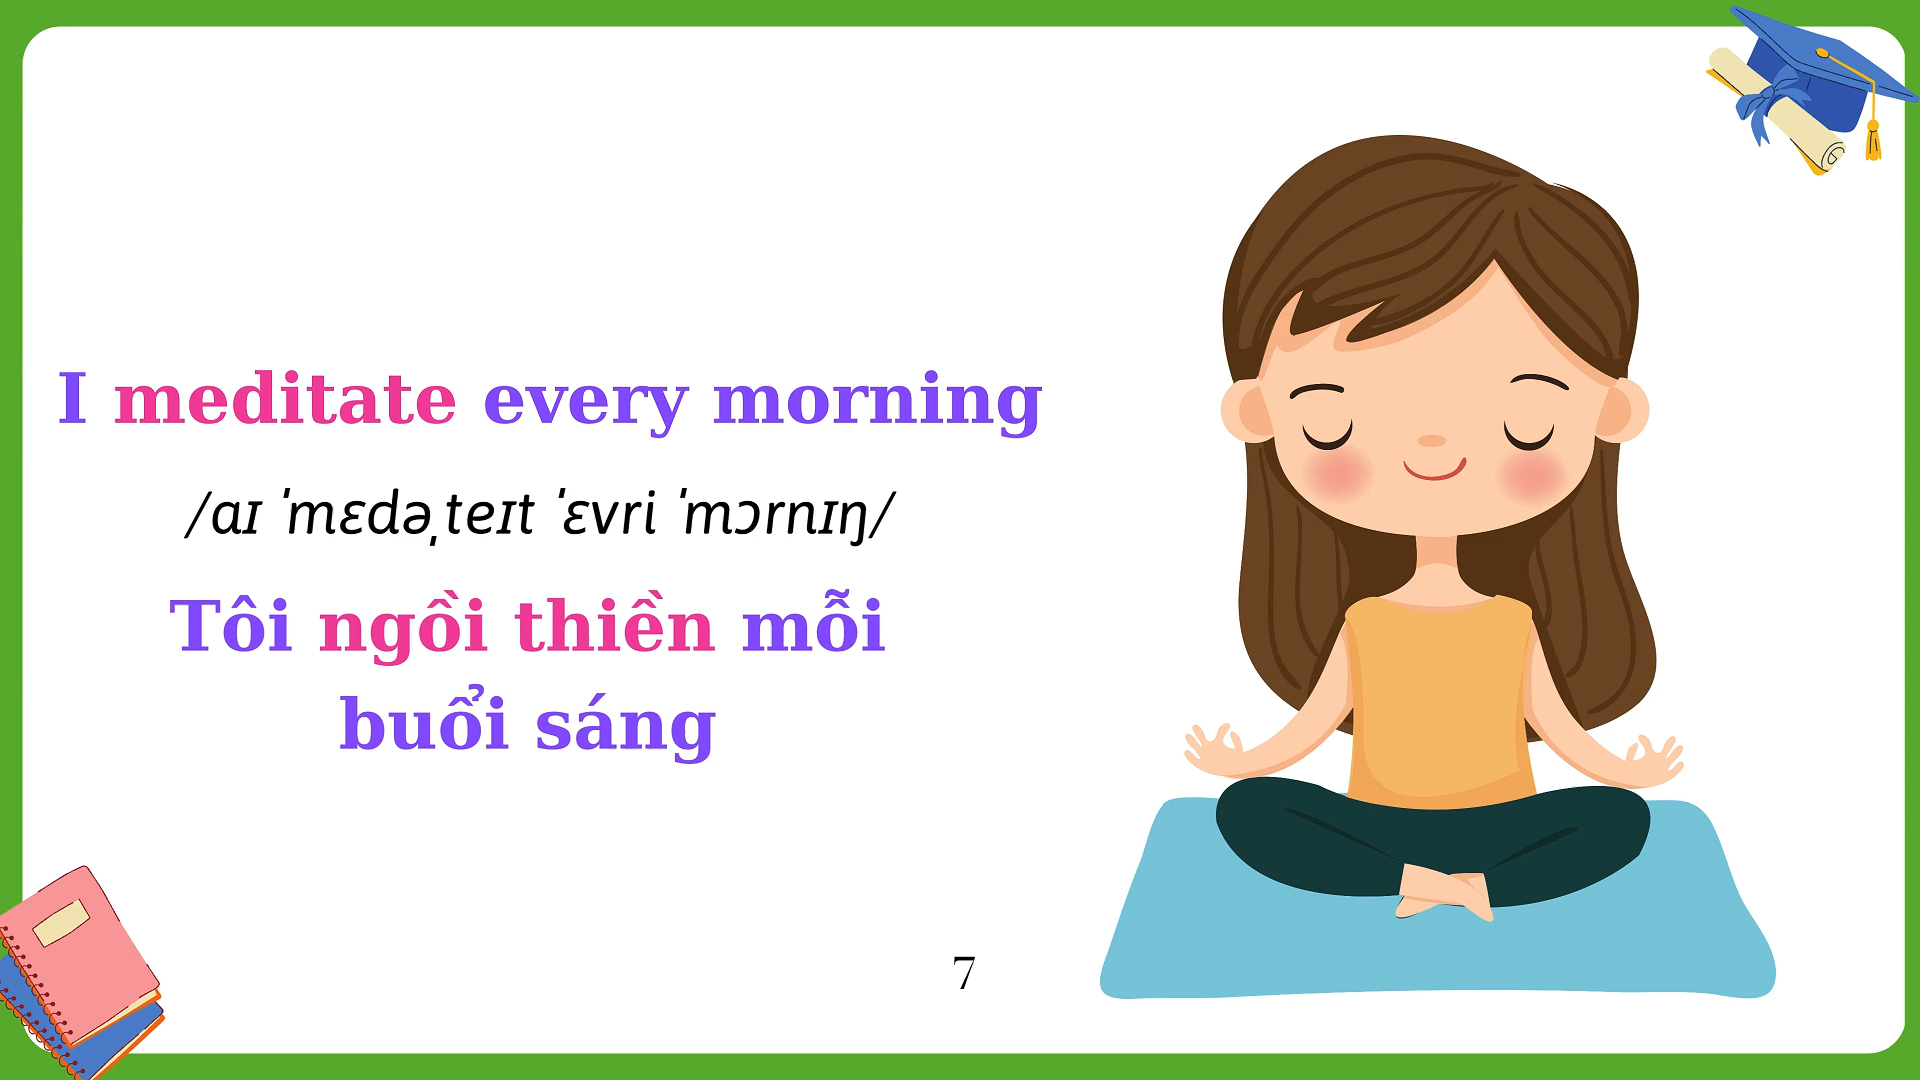 I meditate every morning
/aɪ ˈmɛdəˌteɪt ˈɛvri ˈmɔrnɪŋ/
Tôi ngồi thiền mỗi
buổi sáng
7